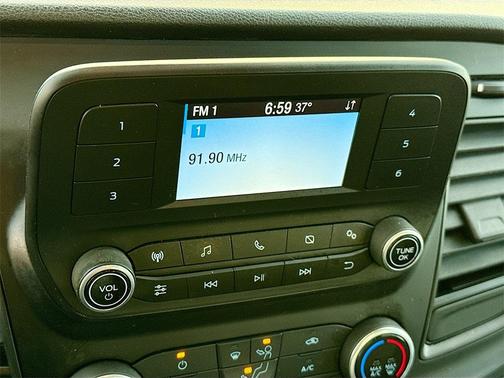 FM 1 6:59 37°
1
91.90 MHz
1
2
3
4
5
6
VOL
TUNE
OK
A/C
MAX
A/C
MAX